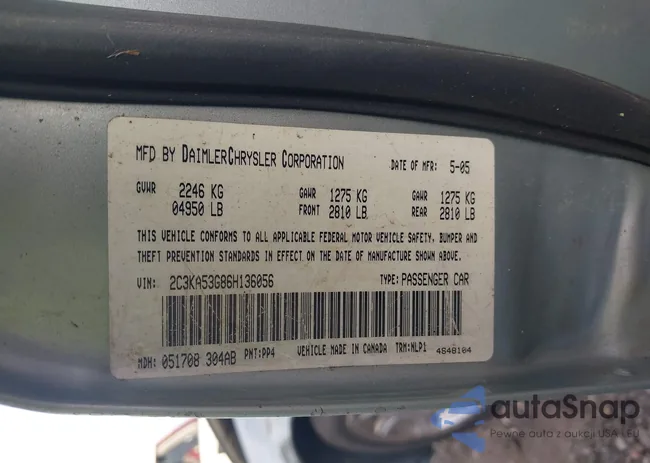 MFD BY DAIMLERCHRYSLER CORPORATION DATE OF MFR: 5-05
GVWR 2246 KG GAWR 1275 KG GAWR 1275 KG
04950 LB FRONT 2810 LB REAR 2810 LB
THIS VEHICLE CONFORMS TO ALL APPLICABLE FEDERAL MOTOR VEHICLE SAFETY, BUMPER AND
THEFT PREVENTION STANDARDS IN EFFECT ON THE DATE OF MANUFACTURE SHOWN ABOVE.
VIN: 2C3KA53G86H136056 TYPE: PASSENGER CAR
MDH: 051708 304AB PNT: PP4 VEHICLE MADE IN CANADA TRM: NLP1 4648104
autoSnap
Pewne auta z aukcji USA i EU